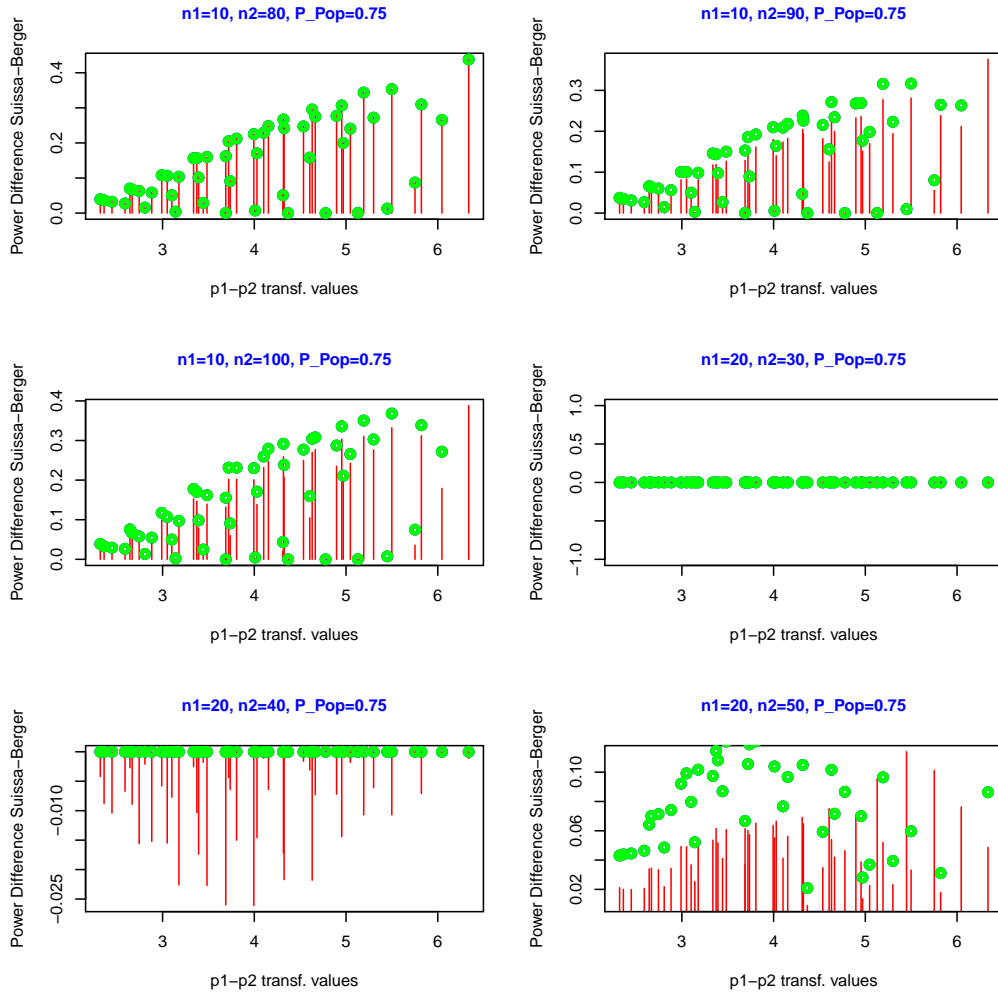 n1=10, n2=80, P_Pop=0.75
Power Difference Suissa−Berger
0.0 0.2 0.4
3 4 5 6
p1−p2 transf. values
n1=10, n2=90, P_Pop=0.75
Power Difference Suissa−Berger
0.0 0.1 0.2 0.3
3 4 5 6
p1−p2 transf. values
n1=10, n2=100, P_Pop=0.75
Power Difference Suissa−Berger
0.0 0.1 0.2 0.3 0.4
3 4 5 6
p1−p2 transf. values
n1=20, n2=30, P_Pop=0.75
Power Difference Suissa−Berger
−1.0 0.0 0.5 1.0
3 4 5 6
p1−p2 transf. values
n1=20, n2=40, P_Pop=0.75
Power Difference Suissa−Berger
−0.025 −0.010
3 4 5 6
p1−p2 transf. values
n1=20, n2=50, P_Pop=0.75
Power Difference Suissa−Berger
0.02 0.06 0.10
3 4 5 6
p1−p2 transf. values